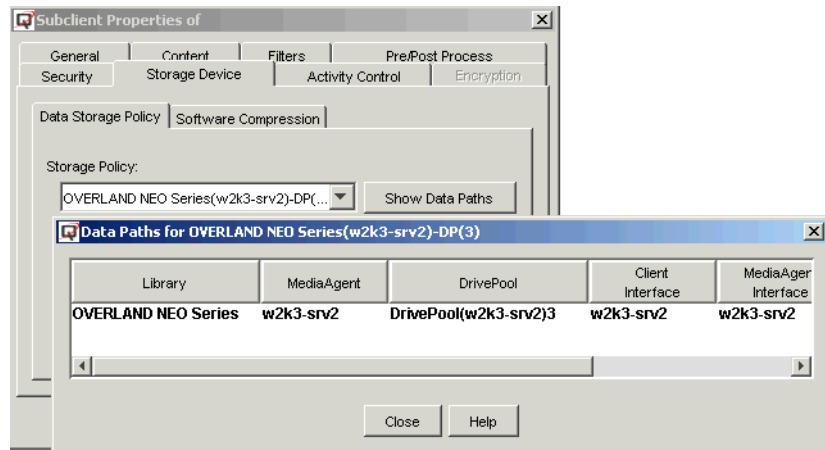 Subclient Properties of
General Content Filters Pre/Post Process
Security Storage Device Activity Control Encryption
Data Storage Policy Software Compression
Storage Policy:
OVERLAND NEO Series(w2k3-srv2)-DP(... Show Data Paths
Data Paths for OVERLAND NEO Series(w2k3-srv2)-DP(3)
Library MediaAgent DrivePool Client Interface MediaAger Interface
OVERLAND NEO Series w2k3-srv2 DrivePool(w2k3-srv2)3 w2k3-srv2 w2k3-srv2
Close Help